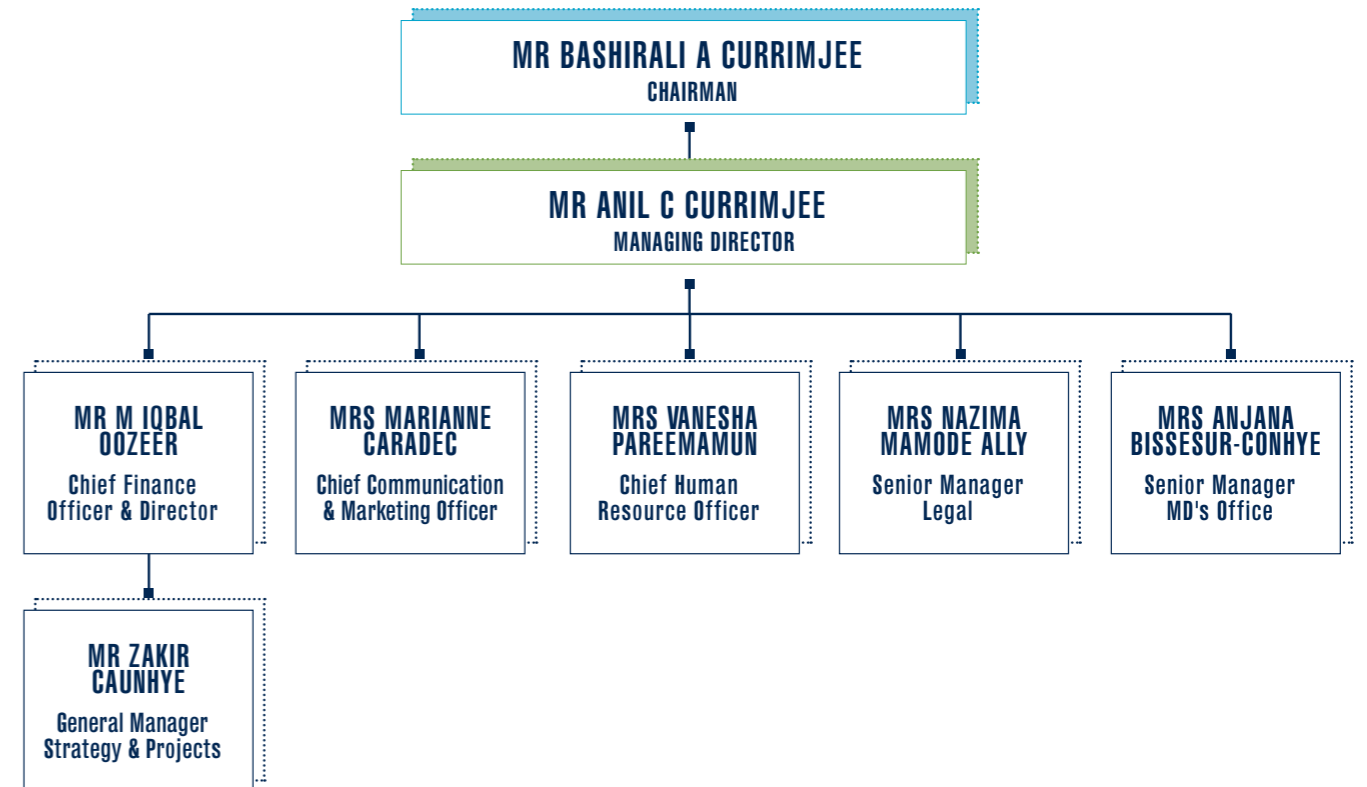 MR BASHIRALI A CURRIMJEE
CHAIRMAN
MR ANIL C CURRIMJEE
MANAGING DIRECTOR
MR M IQBAL
OOZEER
Chief Finance
Officer & Director
MRS MARIANNE
CARADEC
Chief Communication
& Marketing Officer
MRS VANESHA
PAREEMAMUN
Chief Human
Resource Officer
MRS NAZIMA
MAMODE ALLY
Senior Manager
Legal
MRS ANJANA
BISSESUR-CONHYE
Senior Manager
MD's Office
MR ZAKIR
CAUNHYE
General Manager
Strategy & Projects